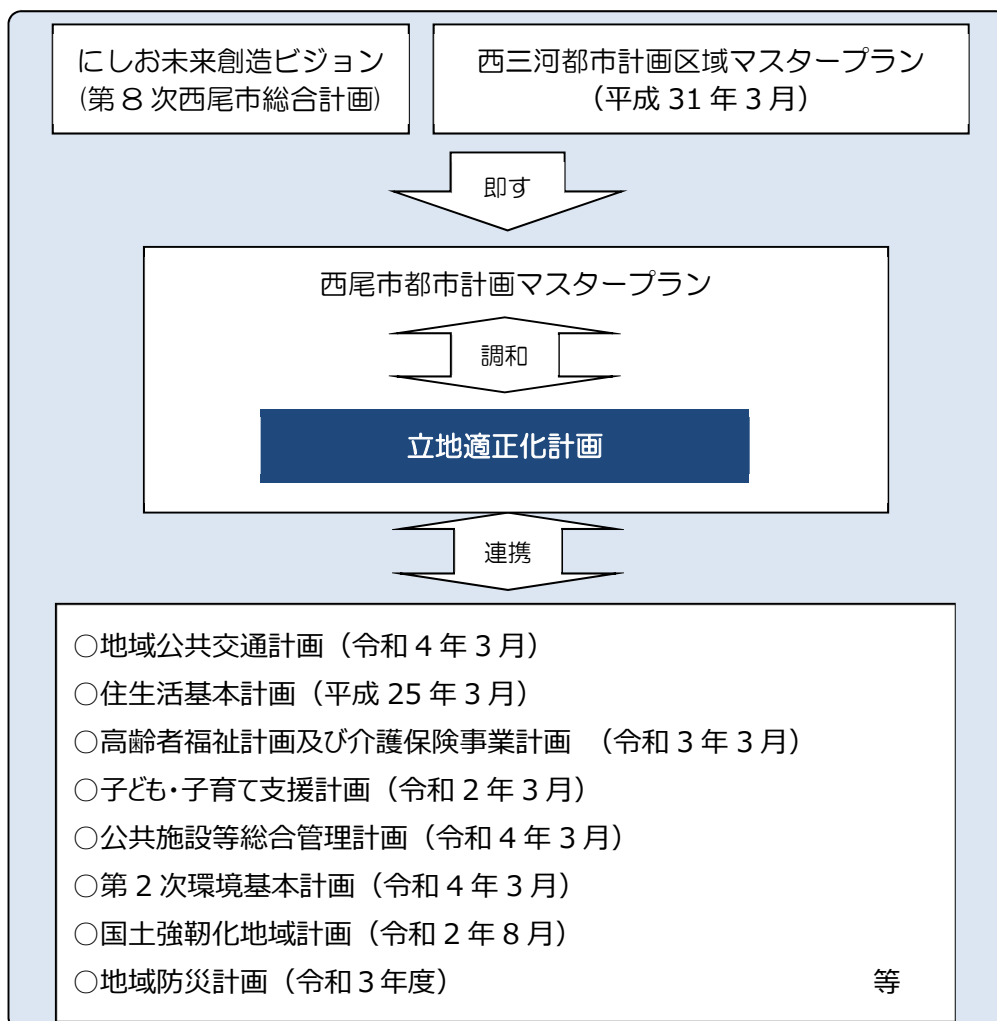 にしお未来創造ビジョン
(第8次西尾市総合計画)
西三河都市計画区域マスタープラン
（平成 31 年 3 月）
即す
西尾市都市計画マスタープラン
調和
立地適正化計画
連携
○地域公共交通計画（令和 4 年 3 月）
○住生活基本計画（平成 25 年 3 月）
○高齢者福祉計画及び介護保険事業計画 （令和 3 年 3 月）
○子ども・子育て支援計画（令和 2 年 3 月）
○公共施設等総合管理計画（令和 4 年 3 月）
○第 2 次環境基本計画（令和 4 年 3 月）
○国土強靭化地域計画（令和 2 年 8 月）
○地域防災計画（令和 3 年度） 等